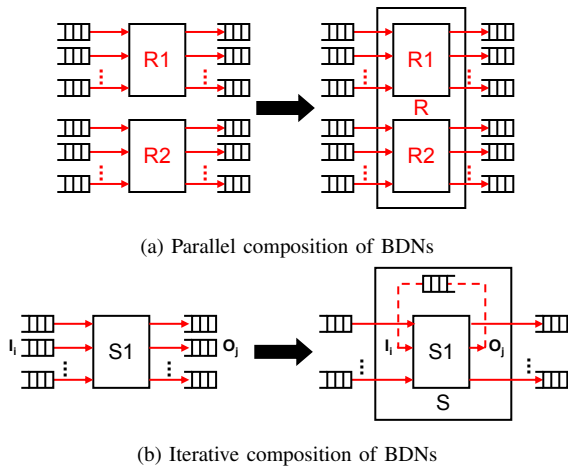 R1
R1
R
R2
R2
(a) Parallel composition of BDNs
I_i S1 O_j
I_i S1 O_j
S
(b) Iterative composition of BDNs